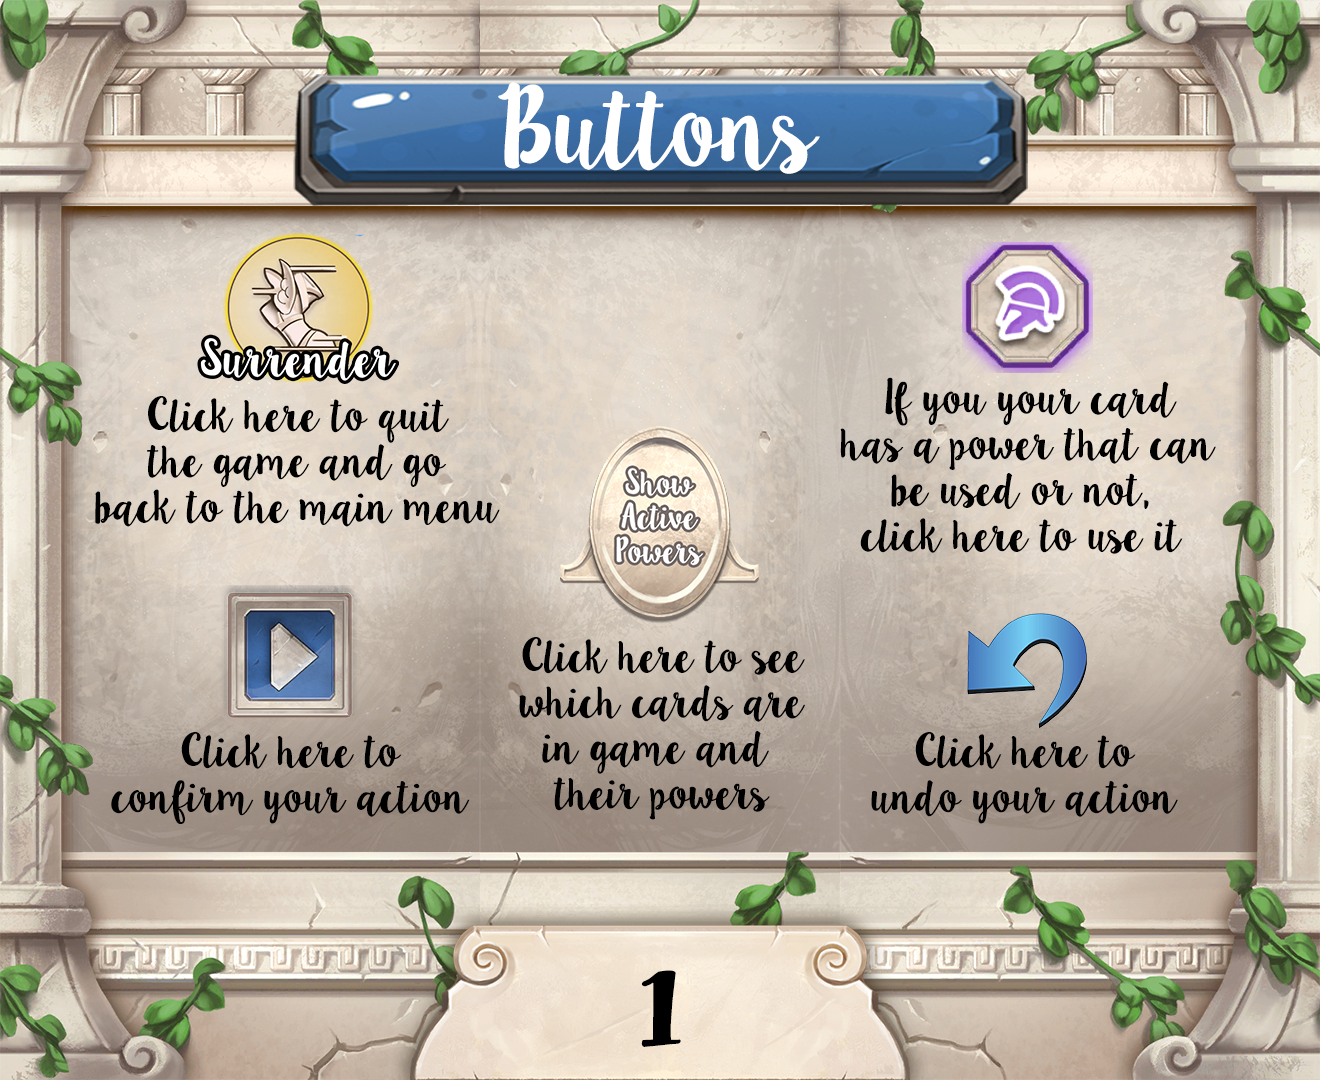 Buttons
Surrender
Click here to quit
the game and go
back to the main menu
Click here to
confirm your action
Show
Active
Powers
Click here to see
which cards are
in game and
their powers
If you your card
has a power that can
be used or not,
click here to use it
Click here to
undo your action
1